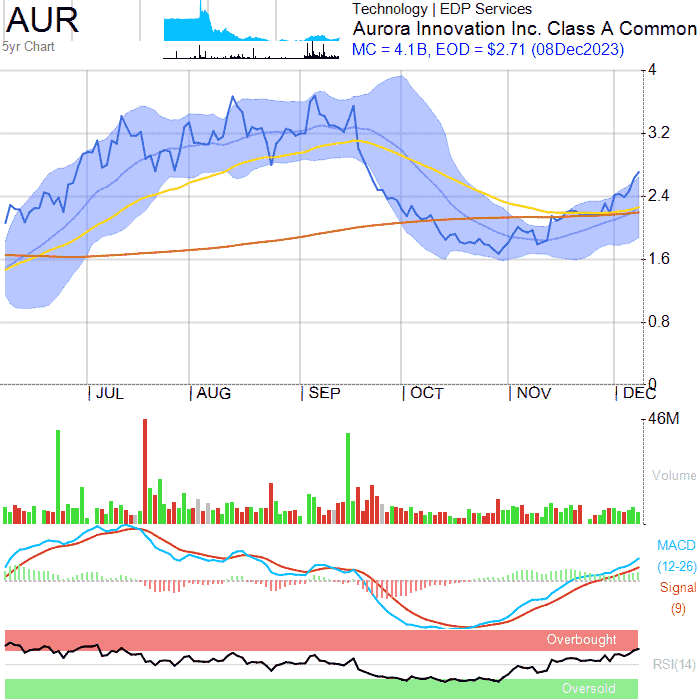 AUR
5yr Chart
Technology | EDP Services
Aurora Innovation Inc. Class A Common
MC = 4.1B, EOD = $2.71 (08Dec2023)
4
3.2
2.4
1.6
0.8
0
JUL AUG SEP OCT NOV DEC
46M
Volume
MACD
(12-26)
Signal
(9)
Overbought
RSI(14)
Oversold